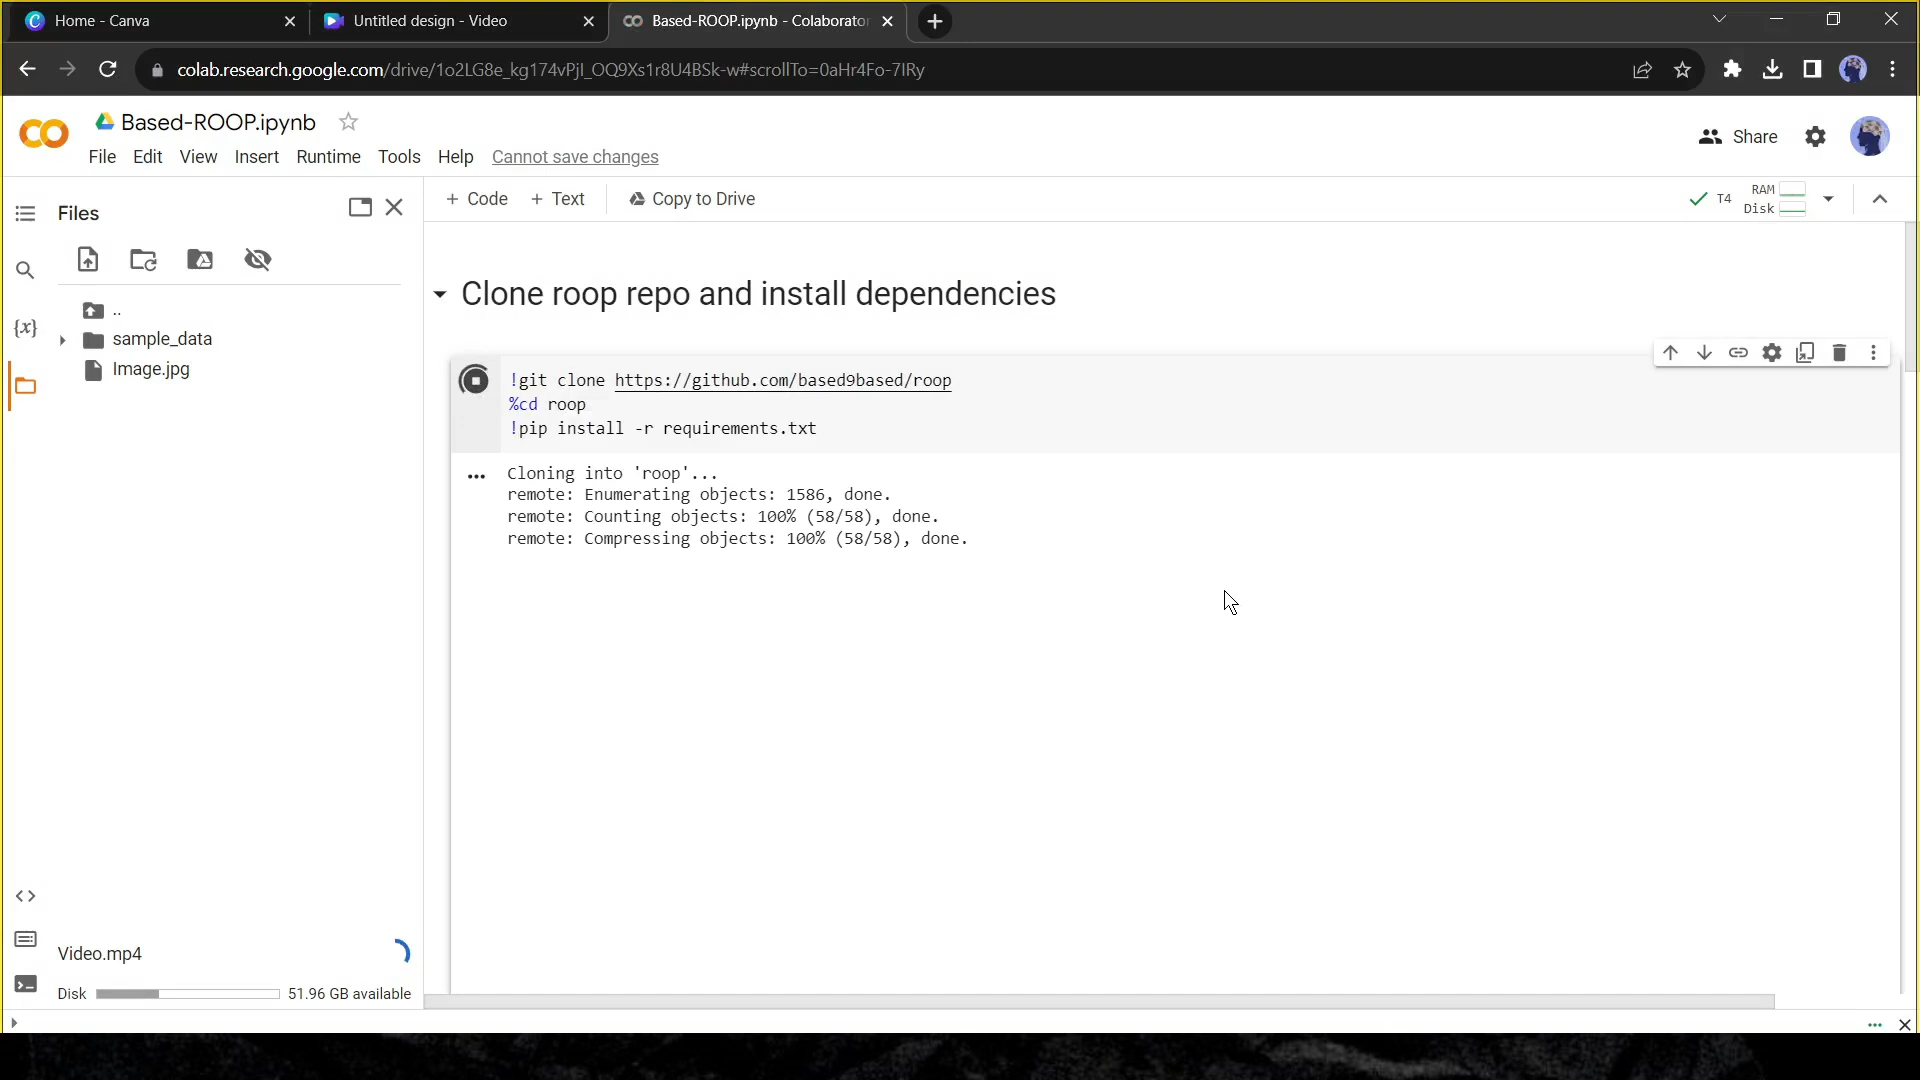 Home - Canva
Untitled design - Video
Based-ROOP.ipynb - Colaborator
colab.research.google.com/drive/1o2LG8e_kg174vPjI_OQ9Xs1r8U4BSk-w#scrollTo=0aHr4Fo-7IRy
Based-ROOP.ipynb
File Edit View Insert Runtime Tools Help Cannot save changes
Share
Files
+ Code + Text Copy to Drive
T4 RAM
Disk
..
sample_data
Image.jpg
{x}
Clone roop repo and install dependencies
!git clone https://github.com/based9based/roop
%cd roop
!pip install -r requirements.txt
Cloning into 'roop'...
remote: Enumerating objects: 1586, done.
remote: Counting objects: 100% (58/58), done.
remote: Compressing objects: 100% (58/58), done.
Video.mp4
Disk 51.96 GB available